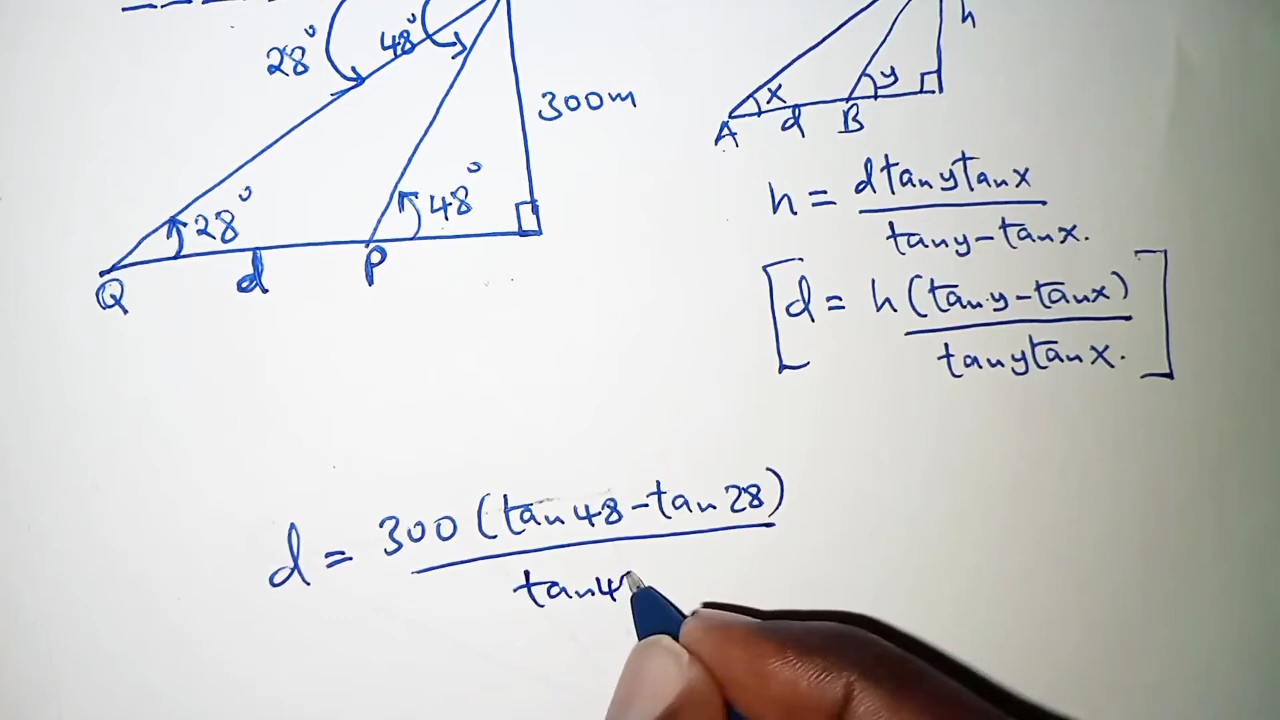 28° 48°
300m
28° 48°
Q d P
h
x y
A d B
h = dtanytanx / tany-tanx.
[d = h(tany-tanx) / tanytanx.]
d = 300(tan48-tan28) / tan4